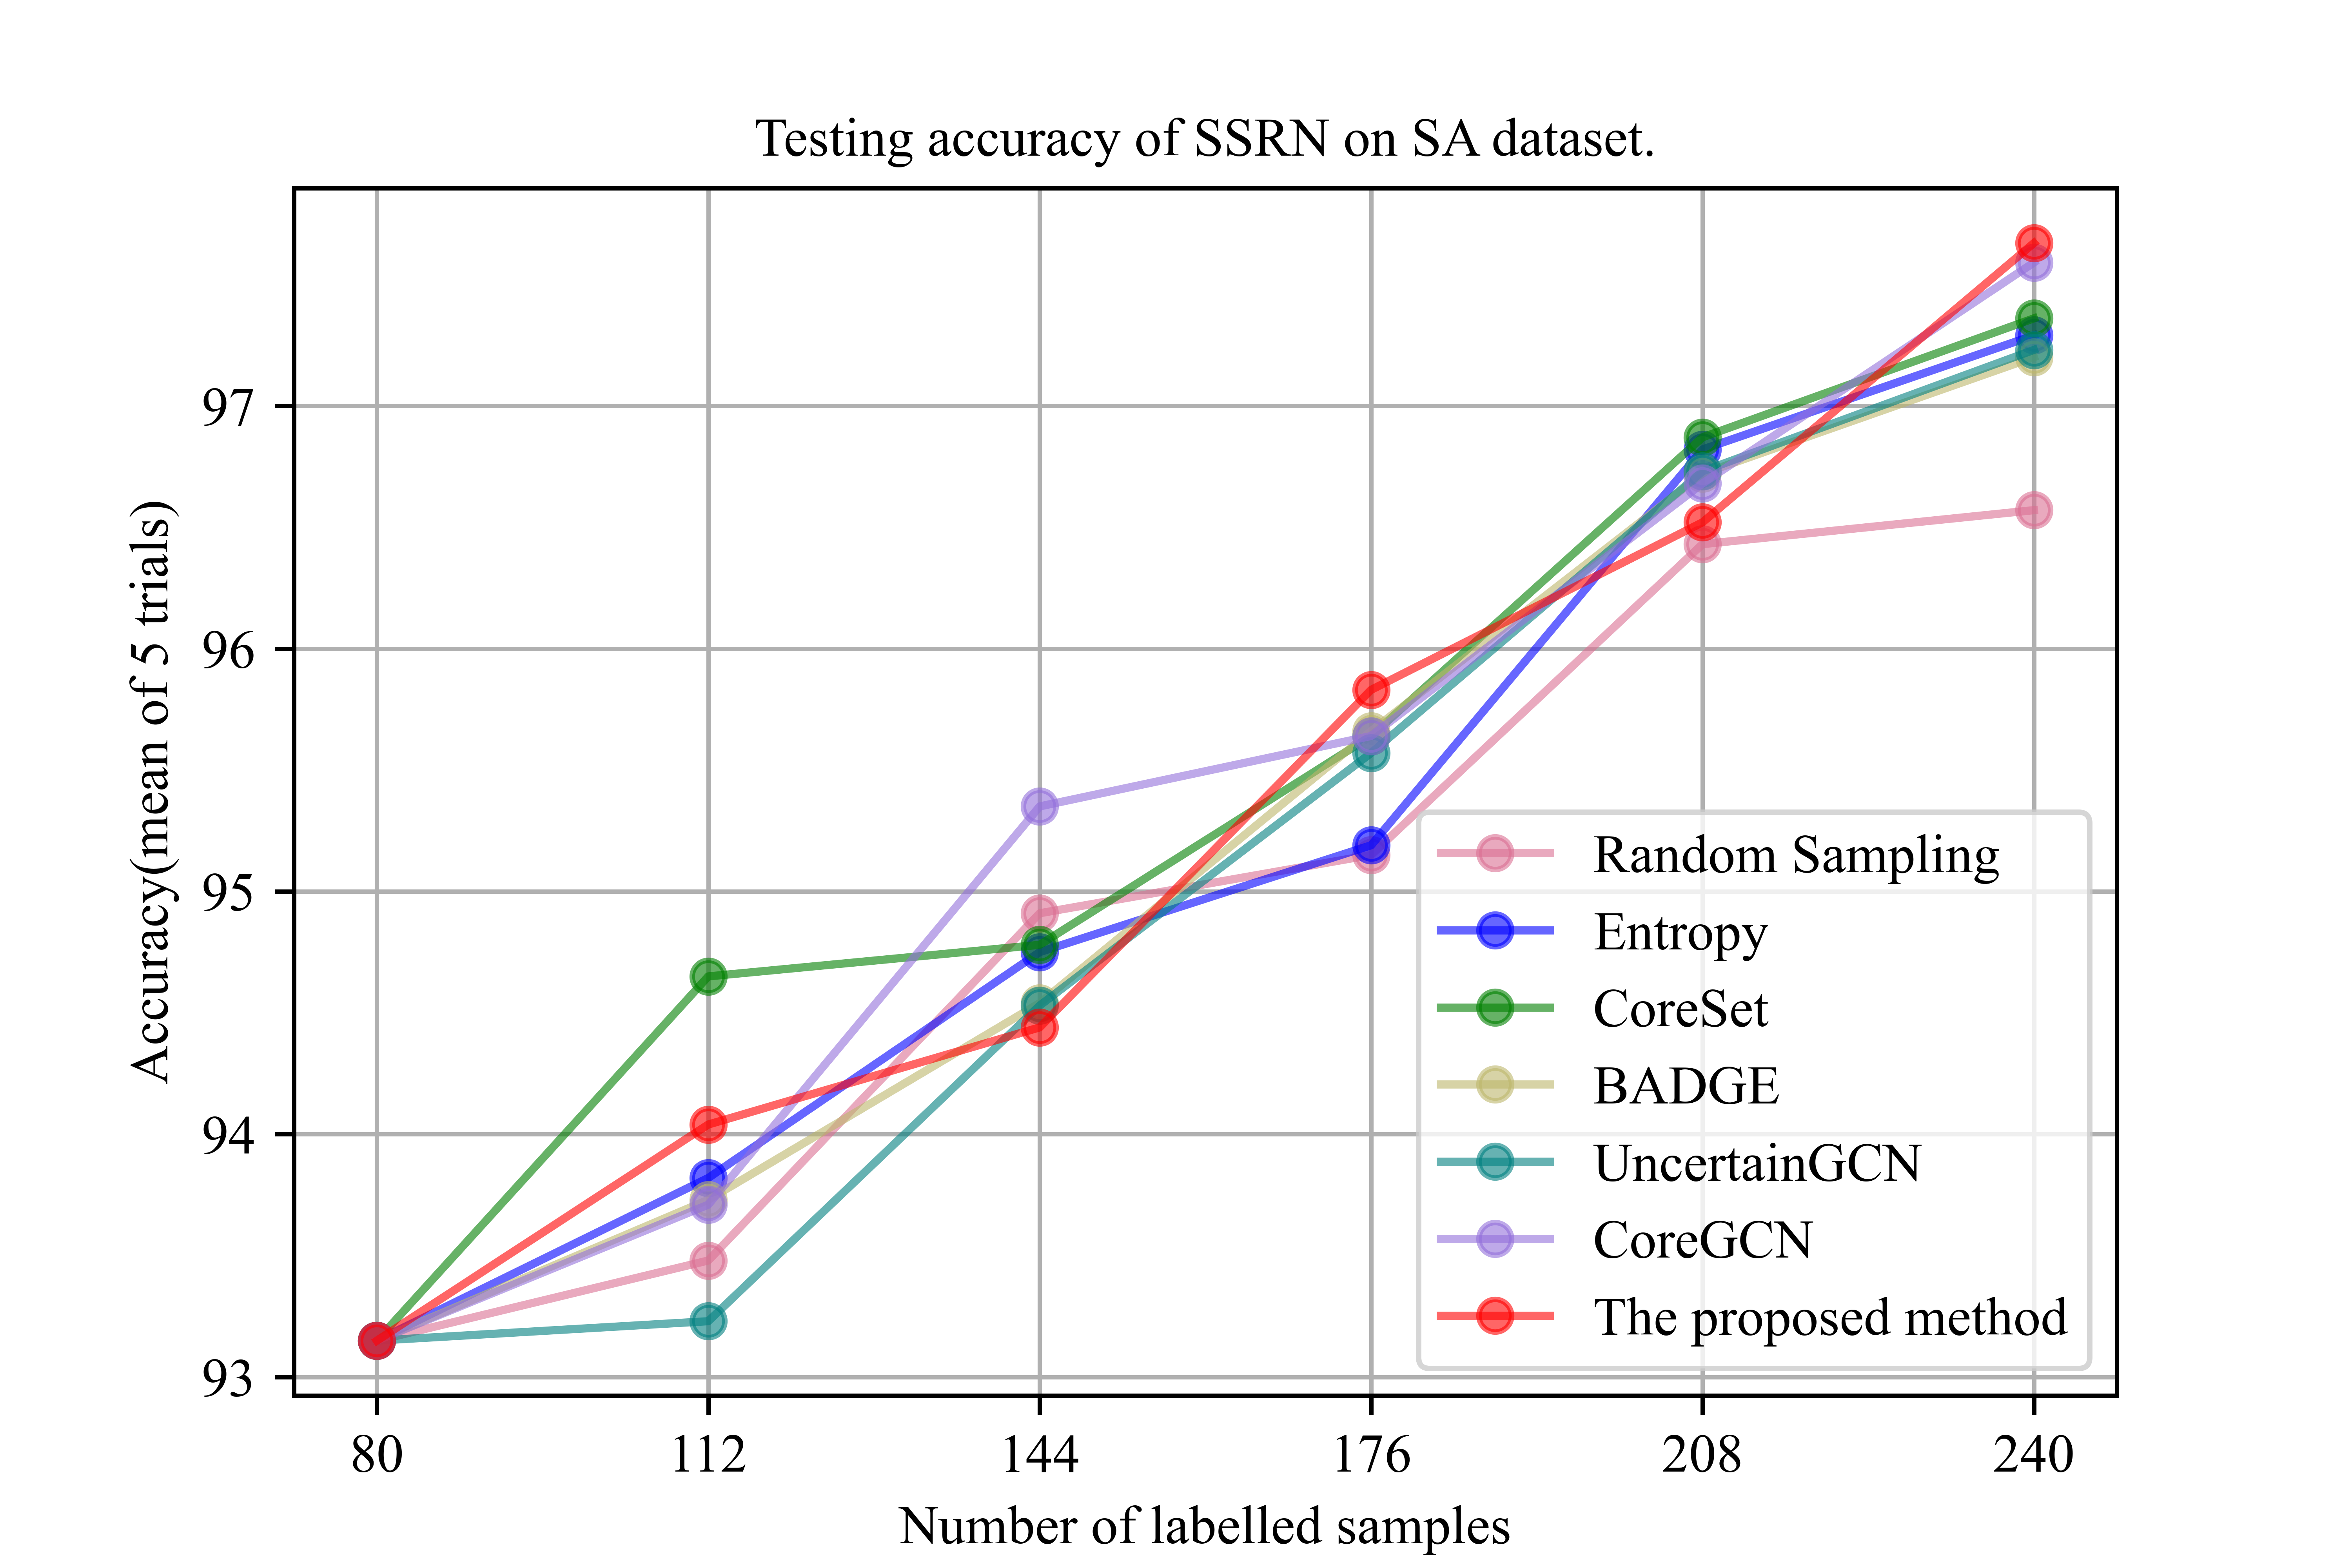 Testing accuracy of SSRN on SA dataset.
Accuracy(mean of 5 trials)
97
96
95
94
93
Random Sampling
Entropy
CoreSet
BADGE
UncertainGCN
CoreGCN
The proposed method
80 112 144 176 208 240
Number of labelled samples